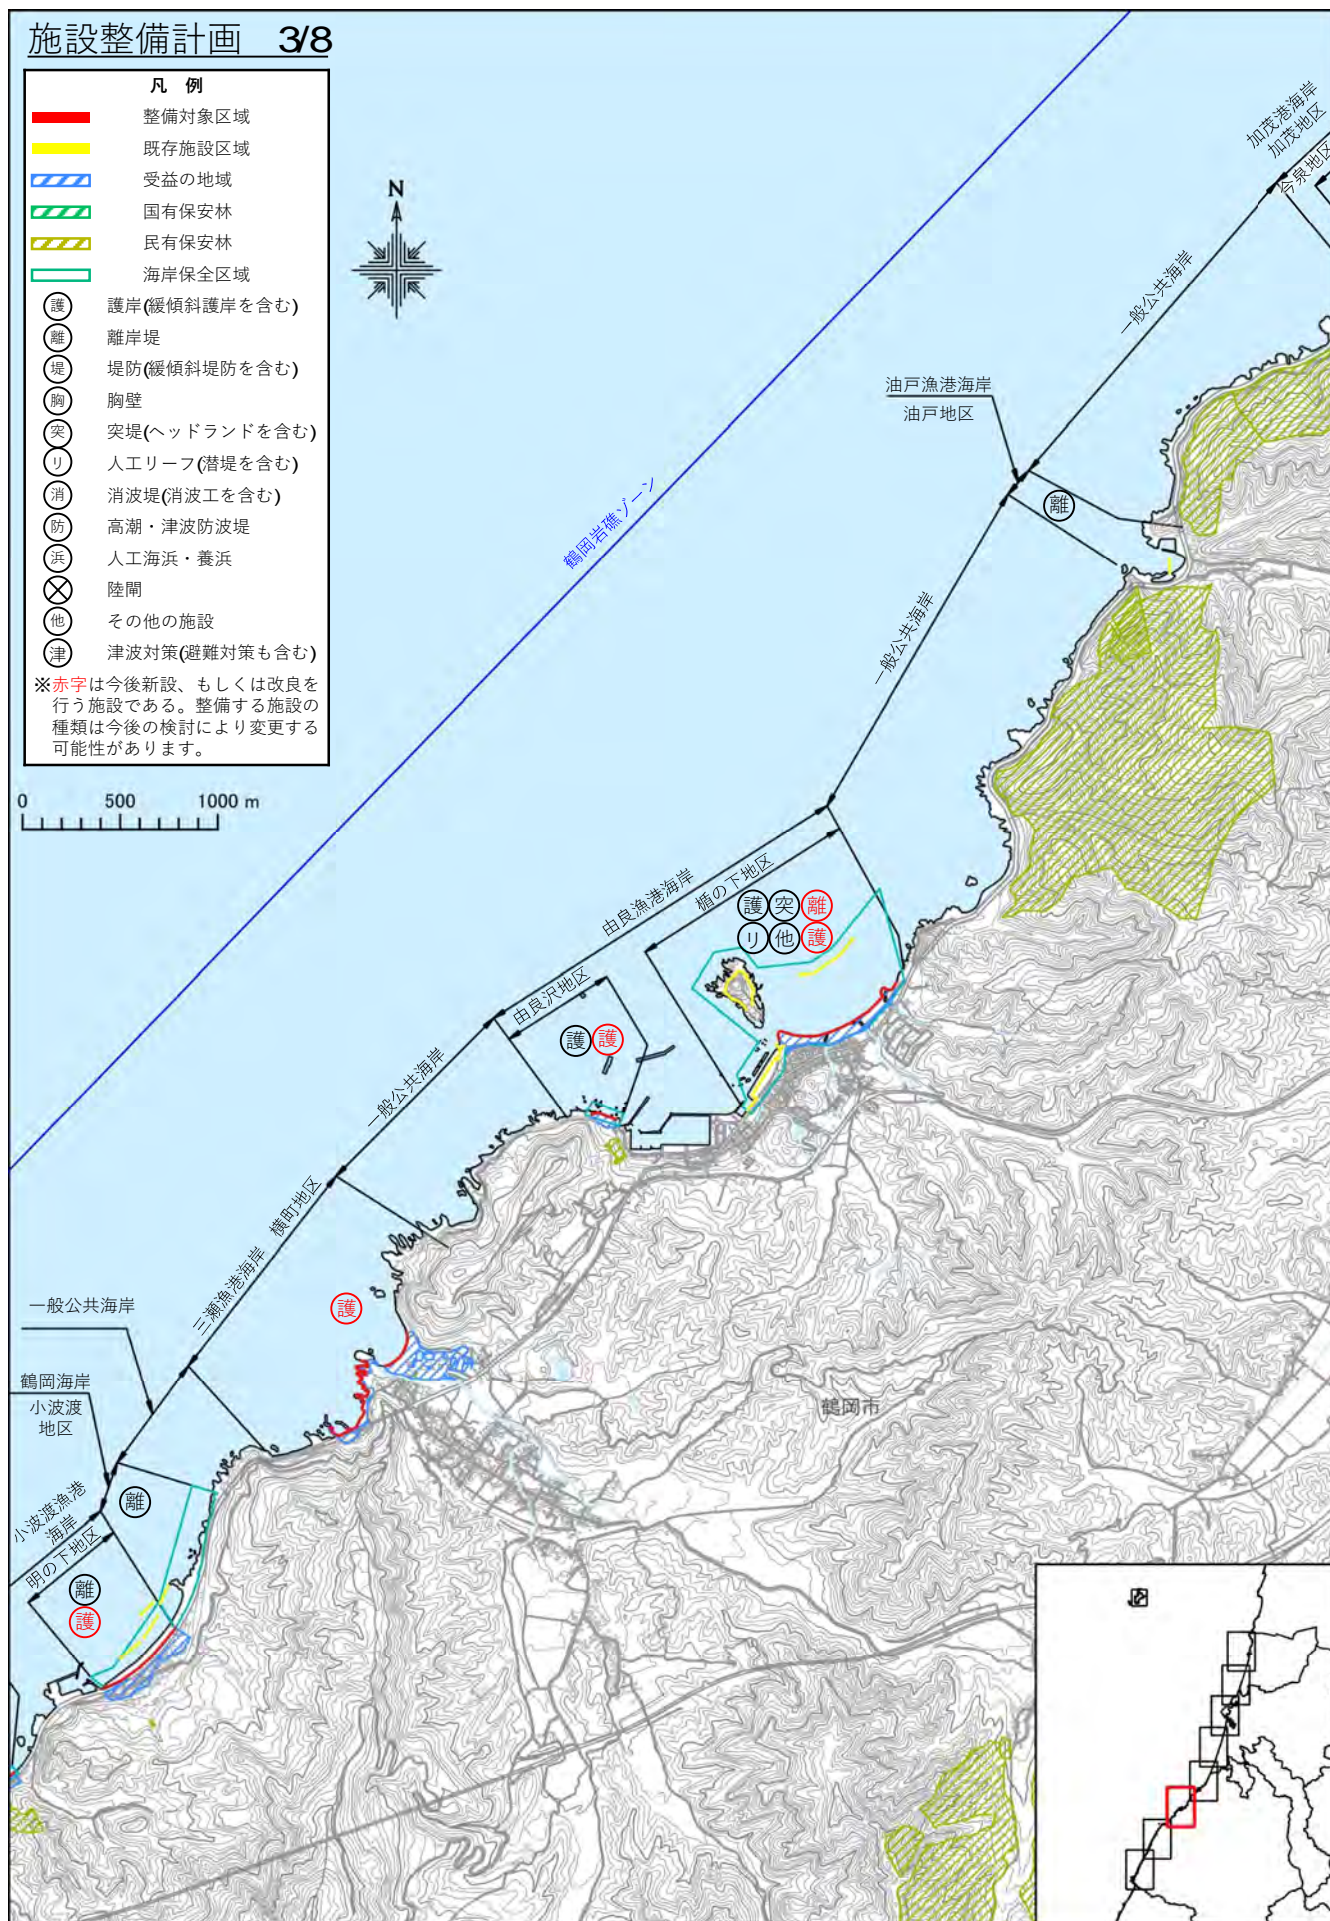 施設整備計画 3/8
凡 例
整備対象区域
既存施設区域
受益の地域
国有保安林
民有保安林
海岸保全区域
護 護岸(緩傾斜護岸を含む)
離 離岸堤
堤 堤防(緩傾斜堤防を含む)
胸 胸壁
突 突堤(ヘッドランドを含む)
リ 人工リーフ(潜堤を含む)
消 消波堤(消波工を含む)
防 高潮・津波防波堤
浜 人工海浜・養浜
陸閘
他 その他の施設
津 津波対策(避難対策も含む)
※赤字は今後新設、もしくは改良を
行う施設である。整備する施設の
種類は今後の検討により変更する
可能性があります。
0 500 1000 m
N
加茂港海岸
加茂地区
今泉地区
一般公共海岸
油戸漁港海岸
油戸地区
離
鶴岡岩礁ゾーン
一般公共海岸
由良漁港海岸
楯の下地区
護 突 離
リ 他 護
由良沢地区
護 護
一般公共海岸
三瀬漁港海岸 横町地区
護
一般公共海岸
鶴岡海岸
小波渡
地区
離
小波渡漁港
海岸
明の下地区
離
護
鶴岡市